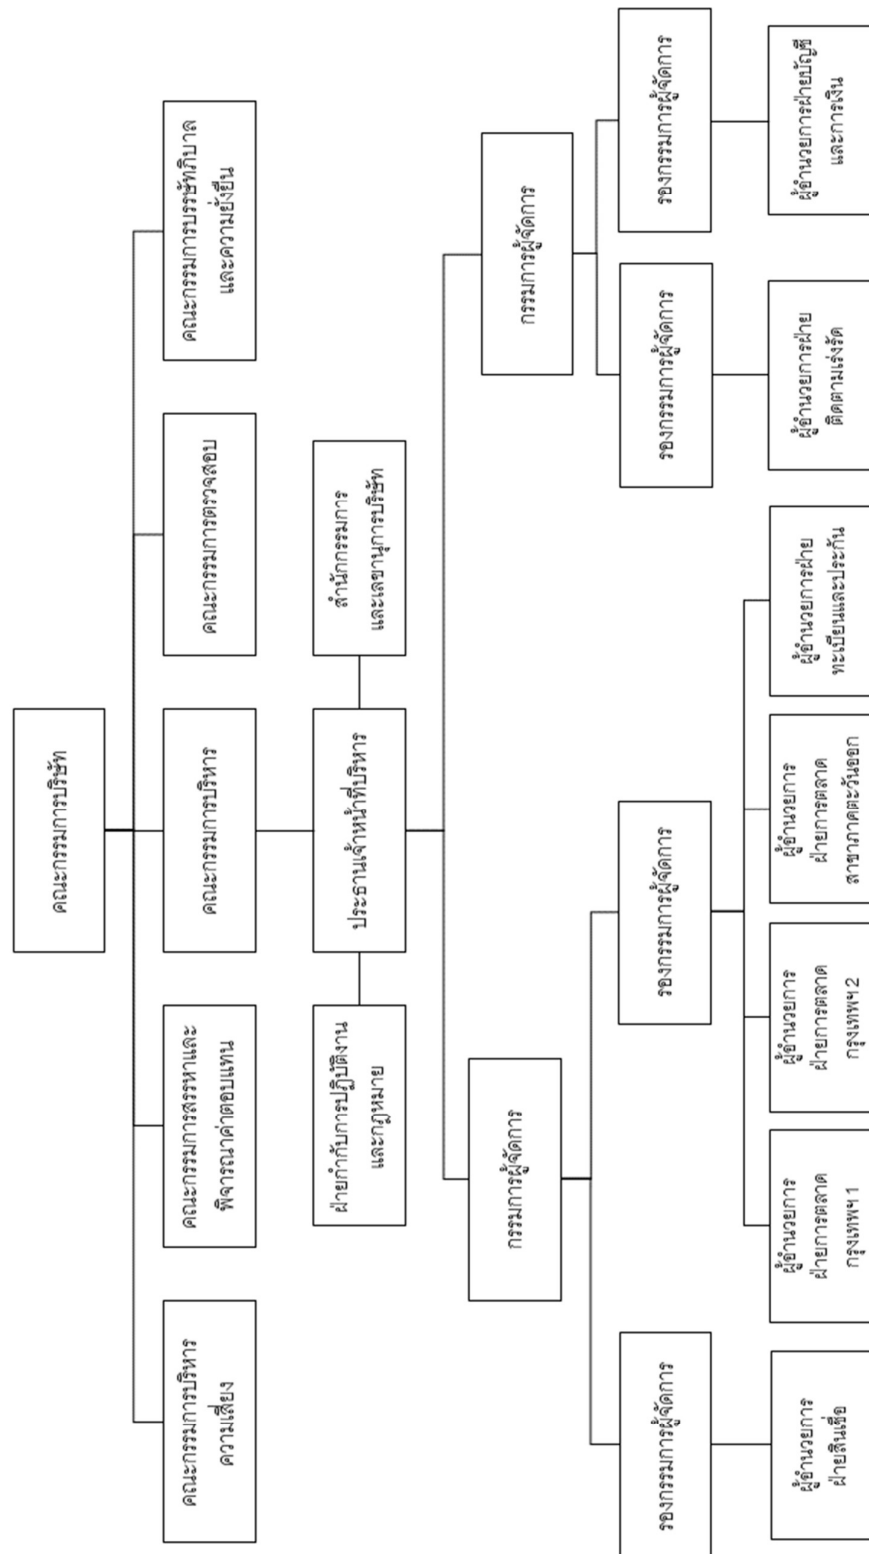 คณะกรรมการบริษัท
คณะกรรมการบริหาร
ความเสี่ยง
คณะกรรมการสรรหาและ
พิจารณาค่าตอบแทน
คณะกรรมการบริหาร
คณะกรรมการตรวจสอบ
คณะกรรมการบรรษัทภิบาล
และความยั่งยืน
ฝ่ายกำกับการปฏิบัติงาน
และกฎหมาย
ประธานเจ้าหน้าที่บริหาร
สำนักกรรมการ
และเลขานุการบริษัท
กรรมการผู้จัดการ
กรรมการผู้จัดการ
รองกรรมการผู้จัดการ
รองกรรมการผู้จัดการ
รองกรรมการผู้จัดการ
รองกรรมการผู้จัดการ
ผู้อำนวยการ
ฝ่ายสินเชื่อ
ผู้อำนวยการ
ฝ่ายการตลาด
กรุงเทพฯ 1
ผู้อำนวยการ
ฝ่ายการตลาด
กรุงเทพฯ 2
ผู้อำนวยการ
ฝ่ายการตลาด
สาขาภาคตะวันออก
ผู้อำนวยการฝ่าย
ทะเบียนและประกัน
ผู้อำนวยการฝ่าย
ติดตามเร่งรัด
ผู้อำนวยการฝ่ายบัญชี
และการเงิน